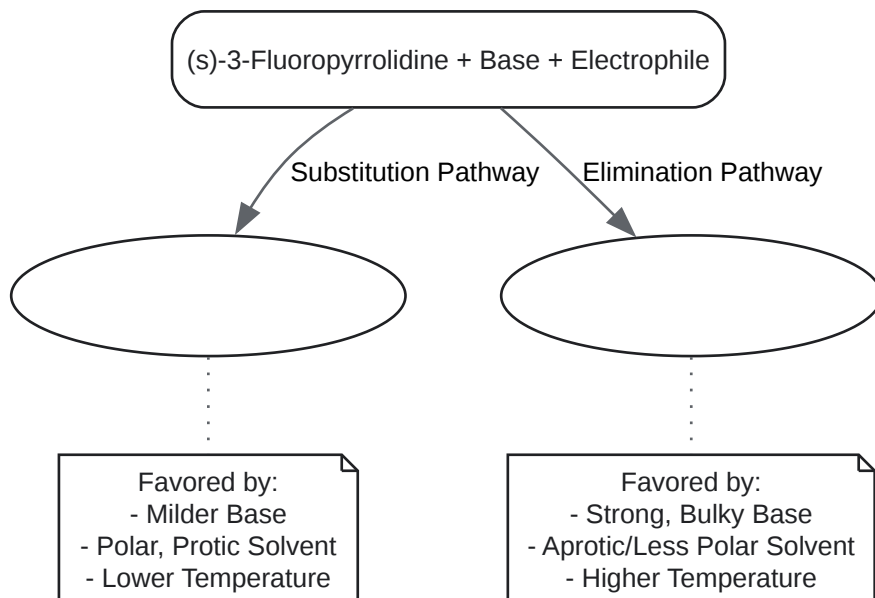 (s)-3-Fluoropyrrolidine + Base + Electrophile
Substitution Pathway
Elimination Pathway
Favored by:
- Milder Base
- Polar, Protic Solvent
- Lower Temperature
Favored by:
- Strong, Bulky Base
- Aprotic/Less Polar Solvent
- Higher Temperature